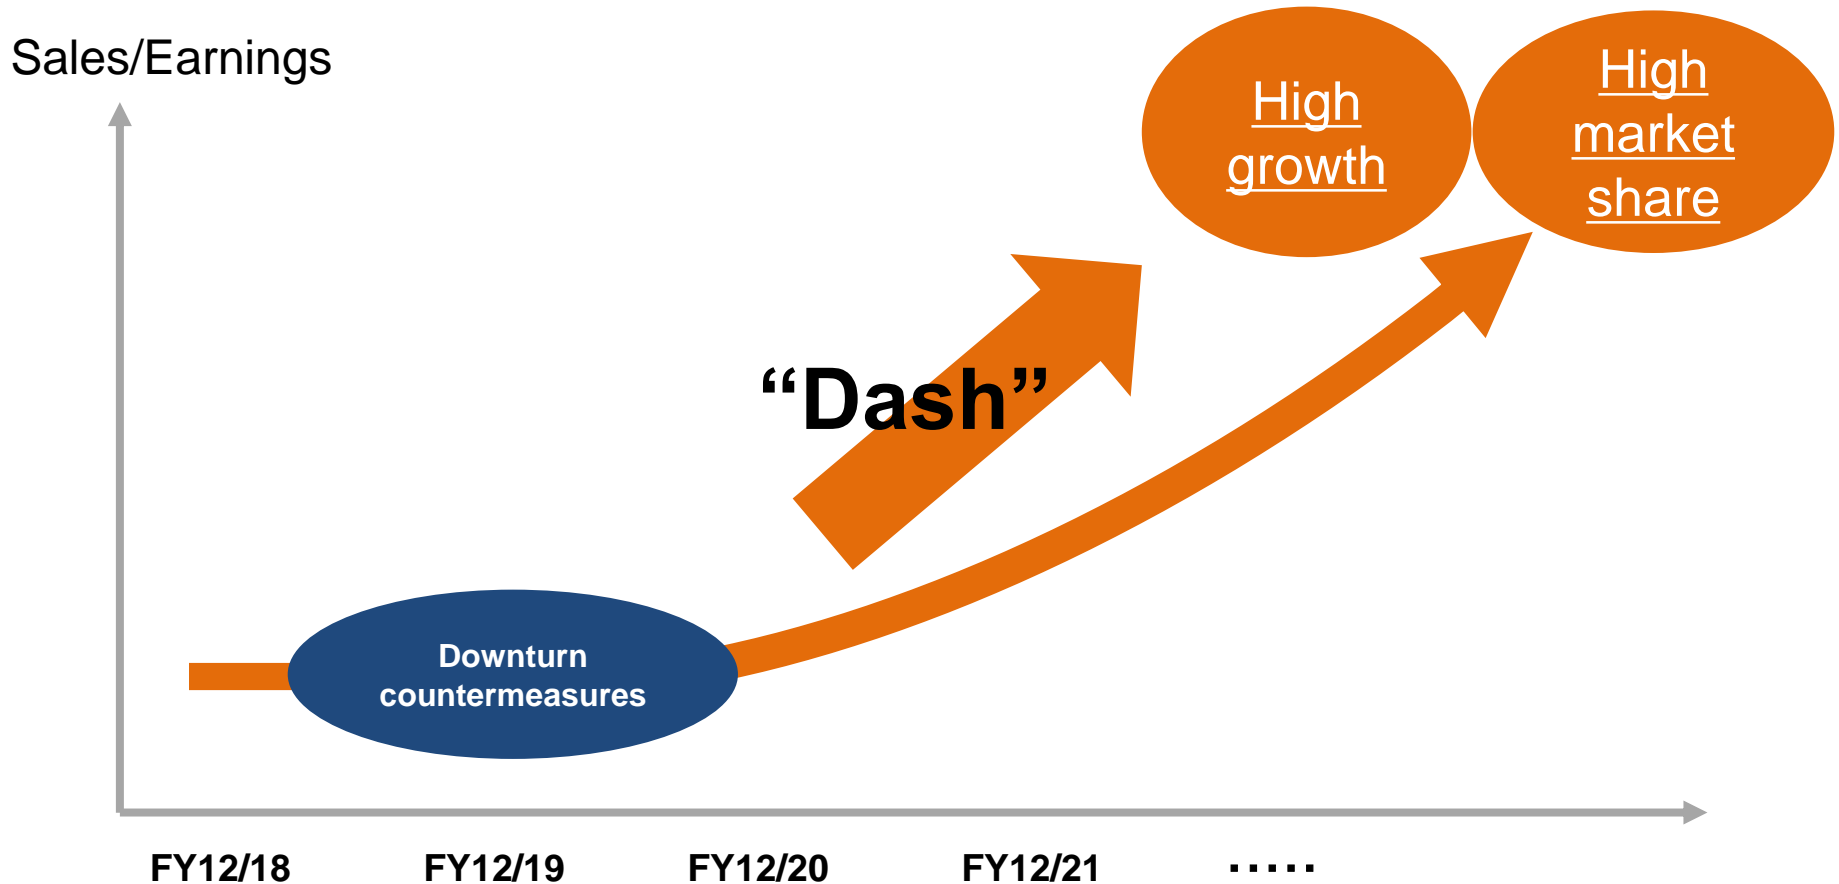 Sales/Earnings
High
growth
High
market
share
“Dash”
Downturn
countermeasures
FY12/18 FY12/19 FY12/20 FY12/21 ·····